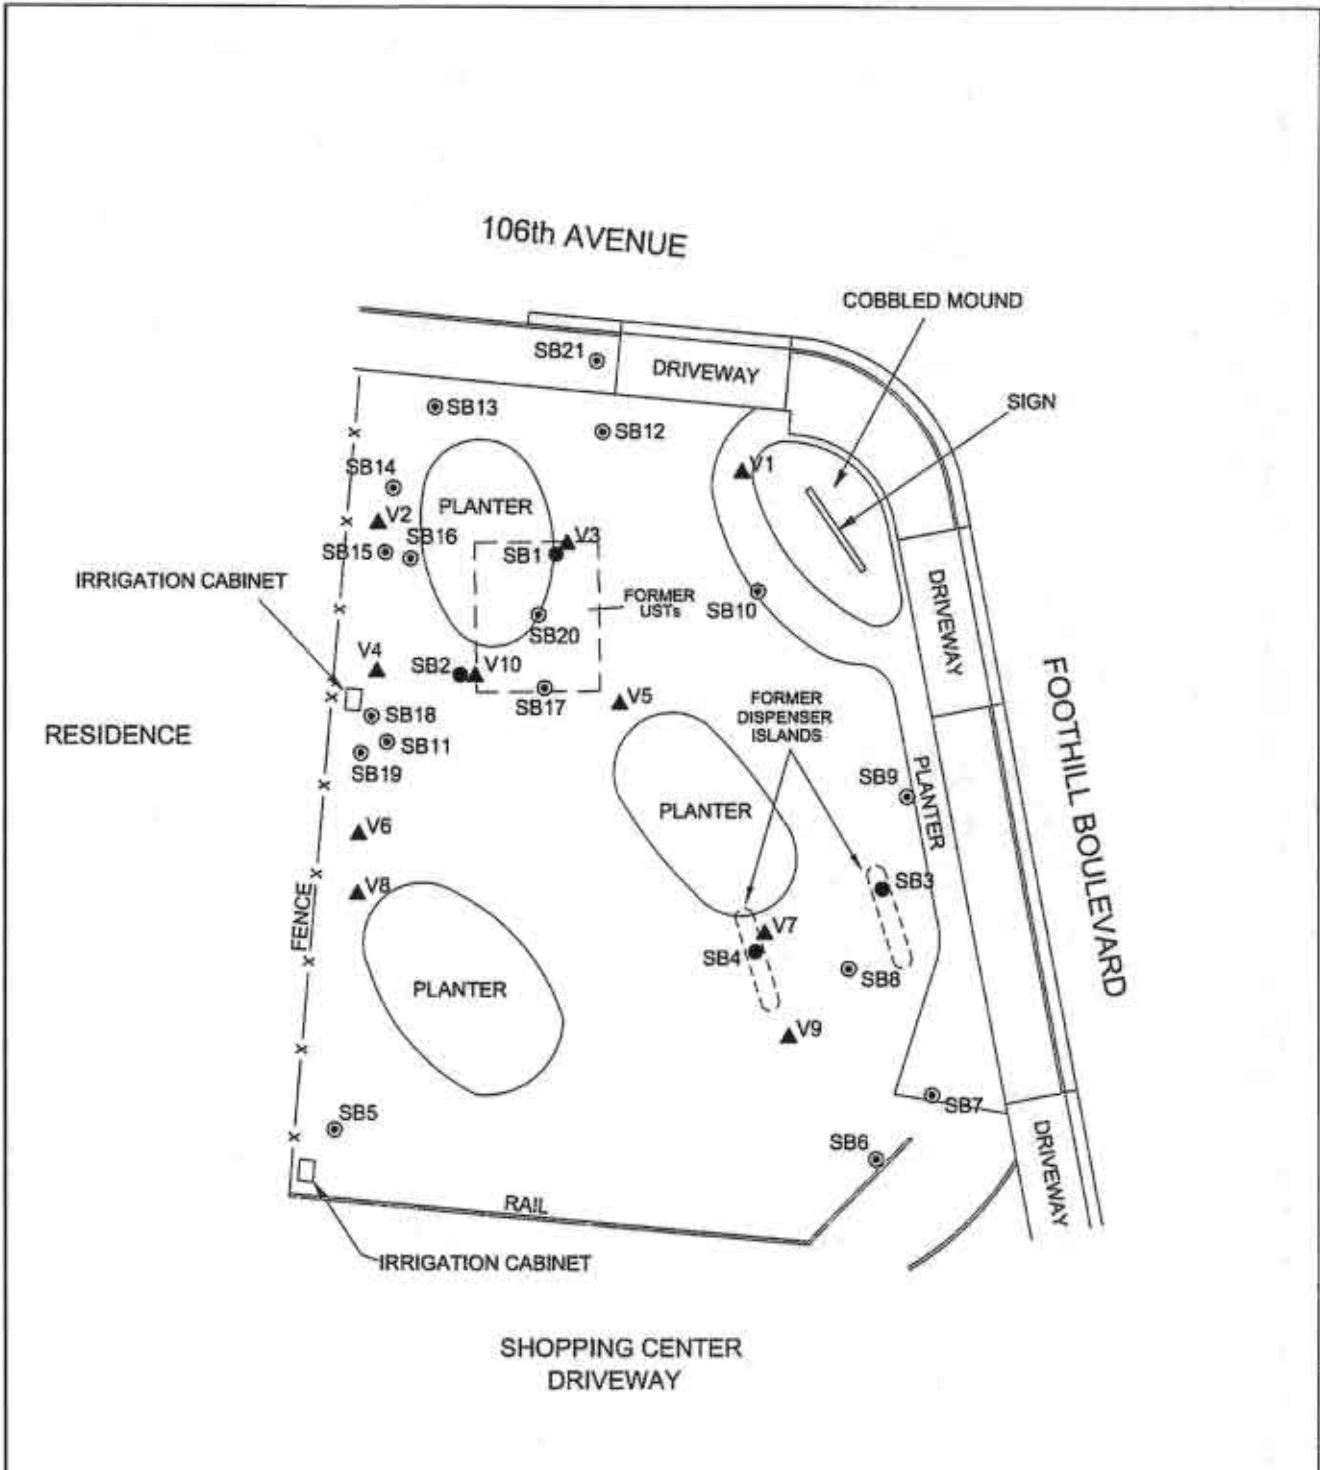 106th AVENUE
COBBLED MOUND
SB21
DRIVEWAY
SIGN
SB13
SB12
x
V1
SB14
PLANTER
V2
x
SB16
V3
SB15
SB1
IRRIGATION CABINET
DRIVEWAY
FORMER
USTs
SB10
x
SB20
V4
SB2
V10
x
SB17
V5
FORMER
DISPENSER
ISLANDS
FOOTHILL BOULEVARD
SB18
RESIDENCE
SB11
SB19
SB9
PLANTER
x
PLANTER
V6
x
SB3
V8
FENCE
V7
SB4
x
SB8
PLANTER
V9
x
SB7
SB5
x
SB6
DRIVEWAY
RAIL
IRRIGATION CABINET
SHOPPING CENTER
DRIVEWAY